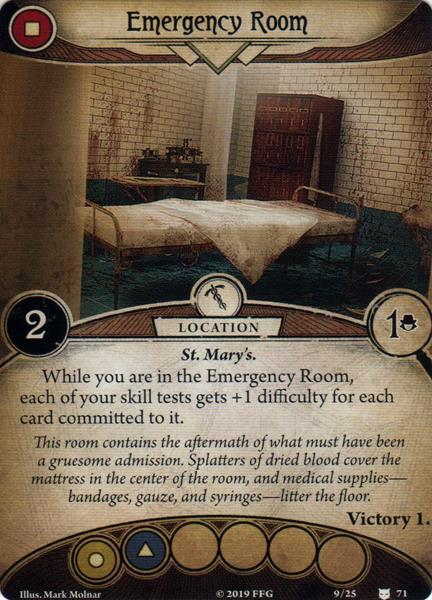 Emergency Room
2
LOCATION
1
St. Mary's.
While you are in the Emergency Room,
each of your skill tests gets +1 difficulty for each
card committed to it.
This room contains the aftermath of what must have been
a gruesome admission. Splatters of dried blood cover the
mattress in the center of the room, and medical supplies—
bandages, gauze, and syringes—litter the floor.
Victory 1.
Illus. Mark Molnar
© 2019 FFG
9/25
71